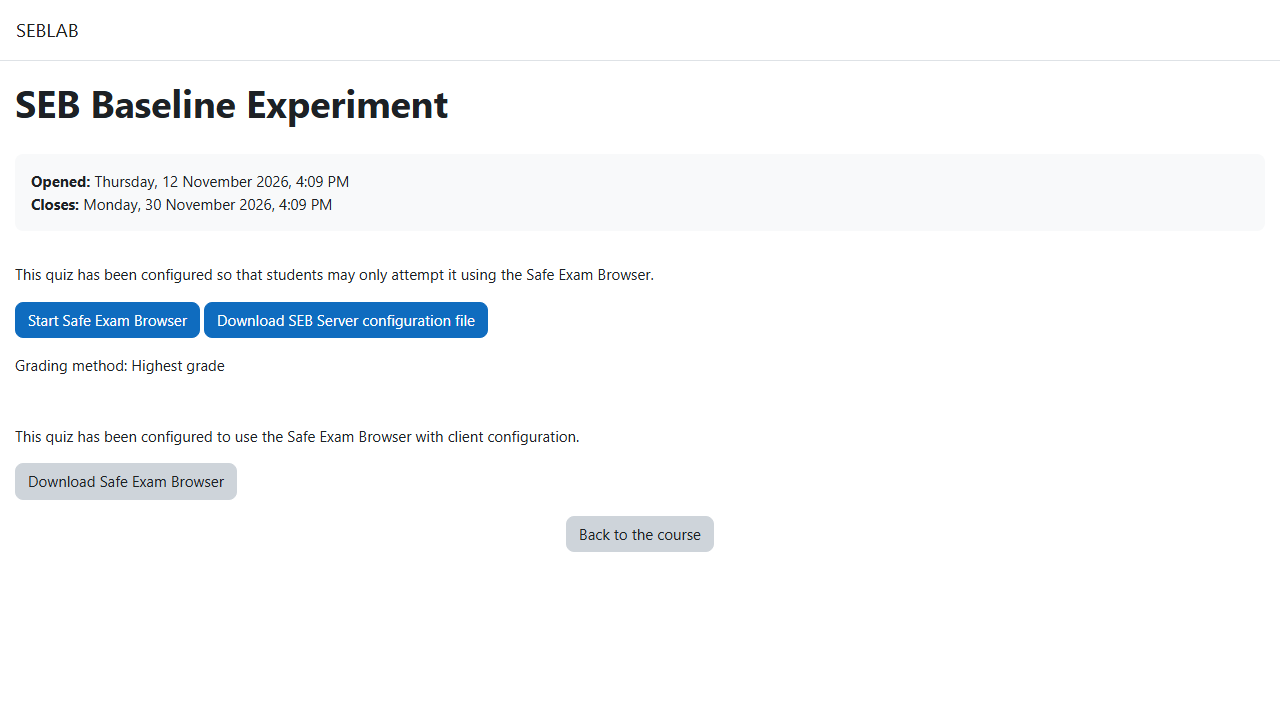 SEBLAB
SEB Baseline Experiment
Opened: Thursday, 12 November 2026, 4:09 PM
Closes: Monday, 30 November 2026, 4:09 PM
This quiz has been configured so that students may only attempt it using the Safe Exam Browser.
Start Safe Exam Browser Download SEB Server configuration file
Grading method: Highest grade
This quiz has been configured to use the Safe Exam Browser with client configuration.
Download Safe Exam Browser
Back to the course